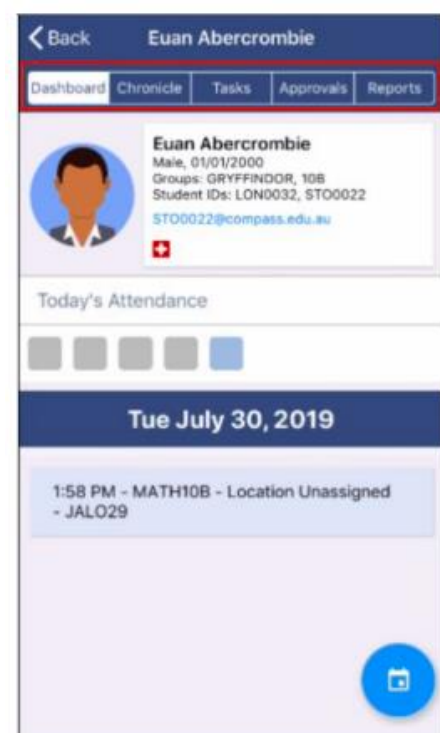 Back Euan Abercrombie
Dashboard Chronicle Tasks Approvals Reports
Euan Abercrombie
Male, 01/01/2000
Groups: GRYFFINDOR, 10B
Student IDs: LON0032, STO0022
STO0022@compass.edu.au
Today's Attendance
Tue July 30, 2019
1:58 PM - MATH10B - Location Unassigned
- JALO29